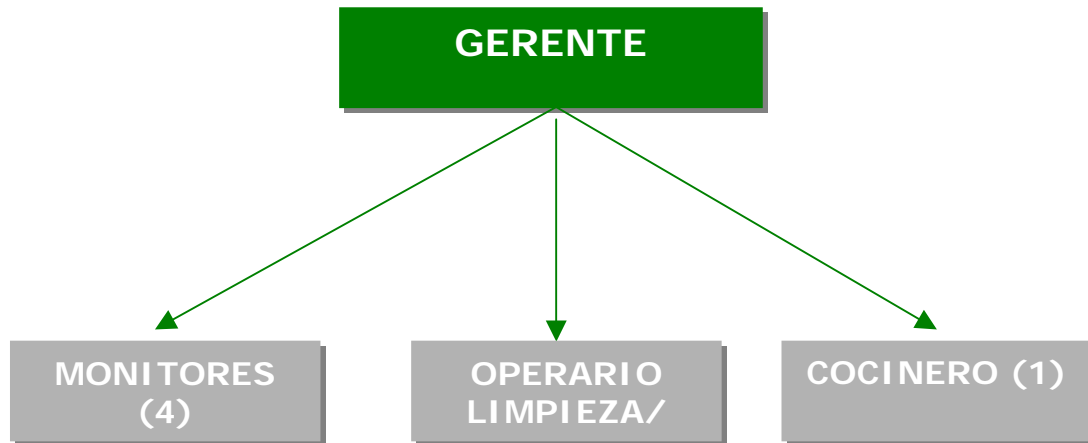 GERENTE
MONITORES
(4)
OPERARIO
LIMPIEZA/
COCINERO (1)